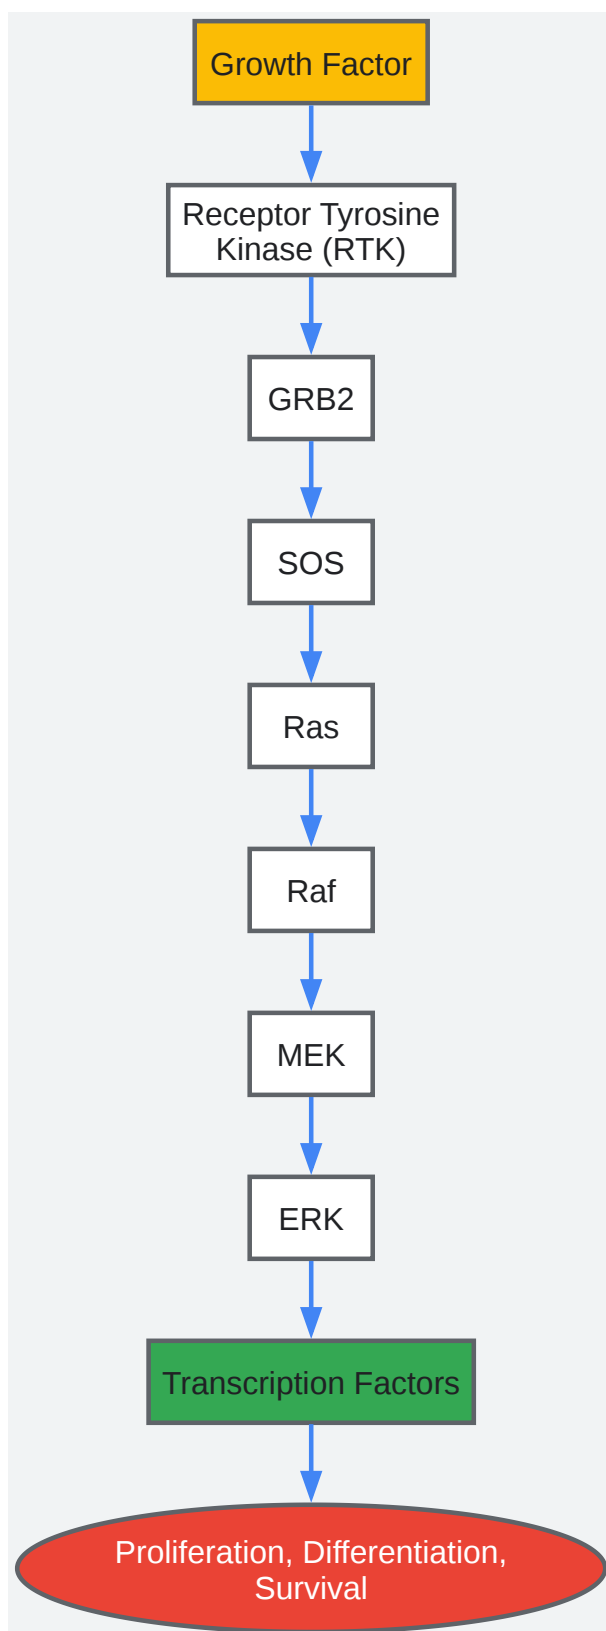 Growth Factor
Receptor Tyrosine
Kinase (RTK)
GRB2
SOS
Ras
Raf
MEK
ERK
Transcription Factors
Proliferation, Differentiation,
Survival